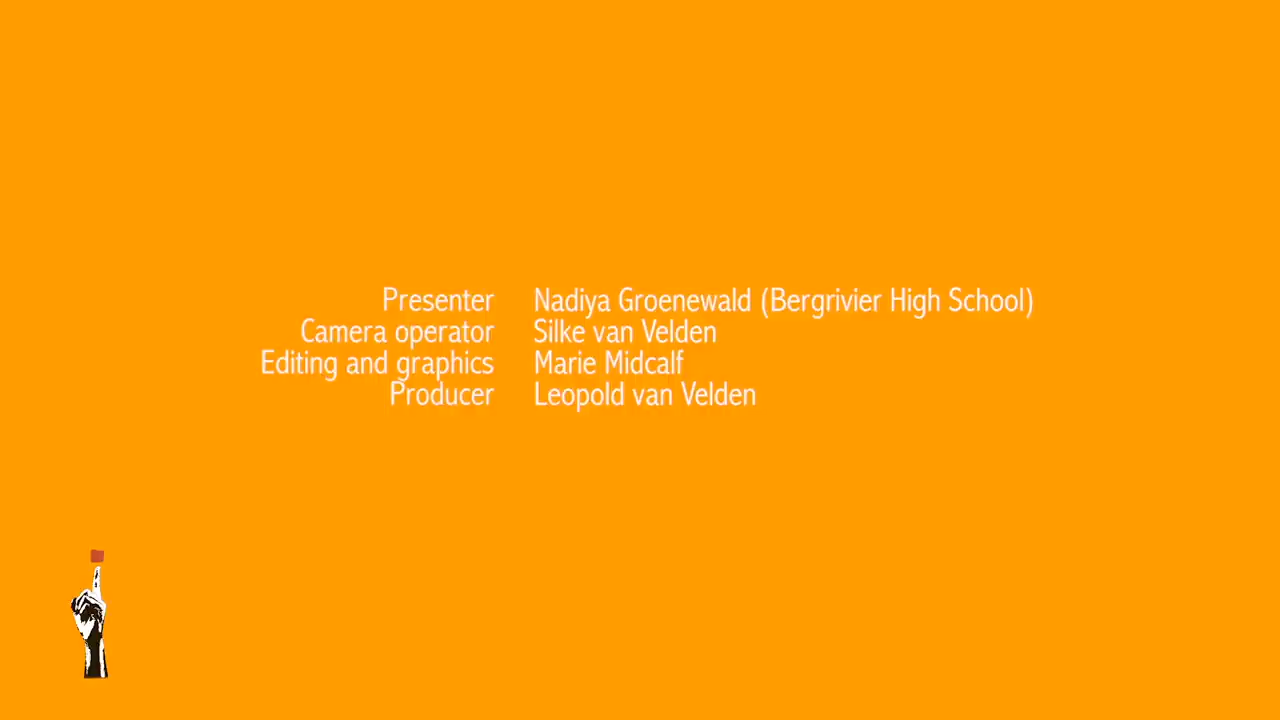 Presenter Nadiya Groenewald (Bergrivier High School)
Camera operator Silke van Velden
Editing and graphics Marie Midcalf
Producer Leopold van Velden